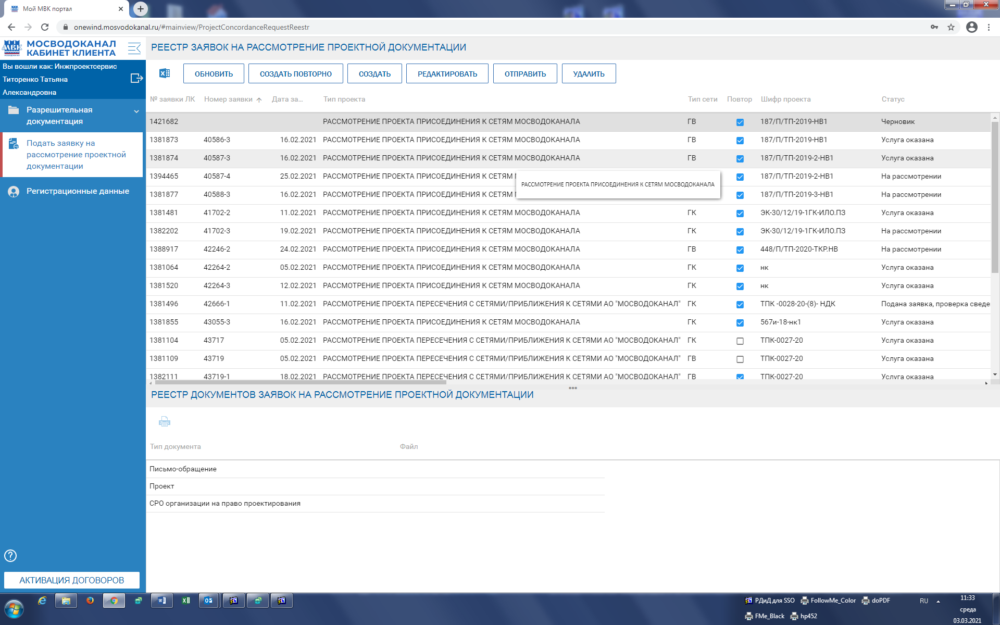 Мой МВК портал
onewind.mosvodokanal.ru/#mainview/ProjectConcordanceRequestReestr
МОСВОДОКАНАЛ
КАБИНЕТ КЛИЕНТА
Вы вошли как: Инжпроектсервис
Титоренко Татьяна
Александровна
Разрешительная
документация
Подать заявку на
рассмотрение проектной
документации
Регистрационные данные
АКТИВАЦИЯ ДОГОВОРОВ
РЕЕСТР ЗАЯВОК НА РАССМОТРЕНИЕ ПРОЕКТНОЙ ДОКУМЕНТАЦИИ
ОБНОВИТЬ СОЗДАТЬ ПОВТОРНО СОЗДАТЬ РЕДАКТИРОВАТЬ ОТПРАВИТЬ УДАЛИТЬ
№ заявки ЛК Номер заявки Дата за... Тип проекта Тип сети Повтор Шифр проекта Статус
1421682 РАССМОТРЕНИЕ ПРОЕКТА ПРИСОЕДИНЕНИЯ К СЕТЯМ МОСВОДОКАНАЛА ГВ 187/П/ТП-2019-НВ1 Черновик
1381873 40586-3 16.02.2021 РАССМОТРЕНИЕ ПРОЕКТА ПРИСОЕДИНЕНИЯ К СЕТЯМ МОСВОДОКАНАЛА ГВ 187/П/ТП-2019-НВ1 Услуга оказана
1381874 40587-3 16.02.2021 РАССМОТРЕНИЕ ПРОЕКТА ПРИСОЕДИНЕНИЯ К СЕТЯМ МОСВОДОКАНАЛА ГВ 187/П/ТП-2019-2-НВ1 Услуга оказана
1394465 40587-4 25.02.2021 РАССМОТРЕНИЕ ПРОЕКТА ПРИСОЕДИНЕНИЯ К СЕТЯМ 187/П/ТП-2019-2-НВ1 На рассмотрении
РАССМОТРЕНИЕ ПРОЕКТА ПРИСОЕДИНЕНИЯ К СЕТЯМ МОСВОДОКАНАЛА
1381877 40588-3 16.02.2021 РАССМОТРЕНИЕ ПРОЕКТА ПРИСОЕДИНЕНИЯ К СЕТЯМ 187/П/ТП-2019-3-НВ1 На рассмотрении
1381481 41702-2 11.02.2021 РАССМОТРЕНИЕ ПРОЕКТА ПРИСОЕДИНЕНИЯ К СЕТЯМ МОСВОДОКАНАЛА ГК ЭК-30/12/19-1ГК-ИЛО.ПЗ Услуга оказана
1382202 41702-3 19.02.2021 РАССМОТРЕНИЕ ПРОЕКТА ПРИСОЕДИНЕНИЯ К СЕТЯМ МОСВОДОКАНАЛА ГК ЭК-30/12/19-1ГК-ИЛО.ПЗ На рассмотрении
1388917 42246-2 24.02.2021 РАССМОТРЕНИЕ ПРОЕКТА ПРИСОЕДИНЕНИЯ К СЕТЯМ МОСВОДОКАНАЛА ГВ 448/П/ТП-2020-ТКР.НВ На рассмотрении
1381064 42264-2 05.02.2021 РАССМОТРЕНИЕ ПРОЕКТА ПРИСОЕДИНЕНИЯ К СЕТЯМ МОСВОДОКАНАЛА ГК нк Услуга оказана
1381520 42264-3 12.02.2021 РАССМОТРЕНИЕ ПРОЕКТА ПРИСОЕДИНЕНИЯ К СЕТЯМ МОСВОДОКАНАЛА ГК нк Услуга оказана
1381496 42666-1 11.02.2021 РАССМОТРЕНИЕ ПРОЕКТА ПЕРЕСЕЧЕНИЯ С СЕТЯМИ/ПРИБЛИЖЕНИЯ К СЕТЯМИ АО "МОСВОДОКАНАЛ" ГК ТПК -0028-20-(8)- НДК Подана заявка, проверка сведе
1381855 43055-3 16.02.2021 РАССМОТРЕНИЕ ПРОЕКТА ПРИСОЕДИНЕНИЯ К СЕТЯМ МОСВОДОКАНАЛА ГК 567и-18-нк1 Услуга оказана
1381104 43717 05.02.2021 РАССМОТРЕНИЕ ПРОЕКТА ПЕРЕСЕЧЕНИЯ С СЕТЯМИ/ПРИБЛИЖЕНИЯ К СЕТЯМИ АО "МОСВОДОКАНАЛ" ГК ТПК-0027-20 Услуга оказана
1381109 43719 05.02.2021 РАССМОТРЕНИЕ ПРОЕКТА ПЕРЕСЕЧЕНИЯ С СЕТЯМИ/ПРИБЛИЖЕНИЯ К СЕТЯМИ АО "МОСВОДОКАНАЛ" ГВ ТПК-0027-20 Услуга оказана
1382111 43719-1 18.02.2021 РАССМОТРЕНИЕ ПРОЕКТА ПЕРЕСЕЧЕНИЯ С СЕТЯМИ/ПРИБЛИЖЕНИЯ К СЕТЯМИ АО "МОСВОДОКАНАЛ" ГВ ТПК-0027-20 Услуга оказана
РЕЕСТР ДОКУМЕНТОВ ЗАЯВОК НА РАССМОТРЕНИЕ ПРОЕКТНОЙ ДОКУМЕНТАЦИИ
Тип документа Файл
Письмо-обращение
Проект
СРО организации на право проектирования
РДиД для SSO FollowMe_Color doPDF
FMe_Black hp452
RU
11:33
среда
03.03.2021